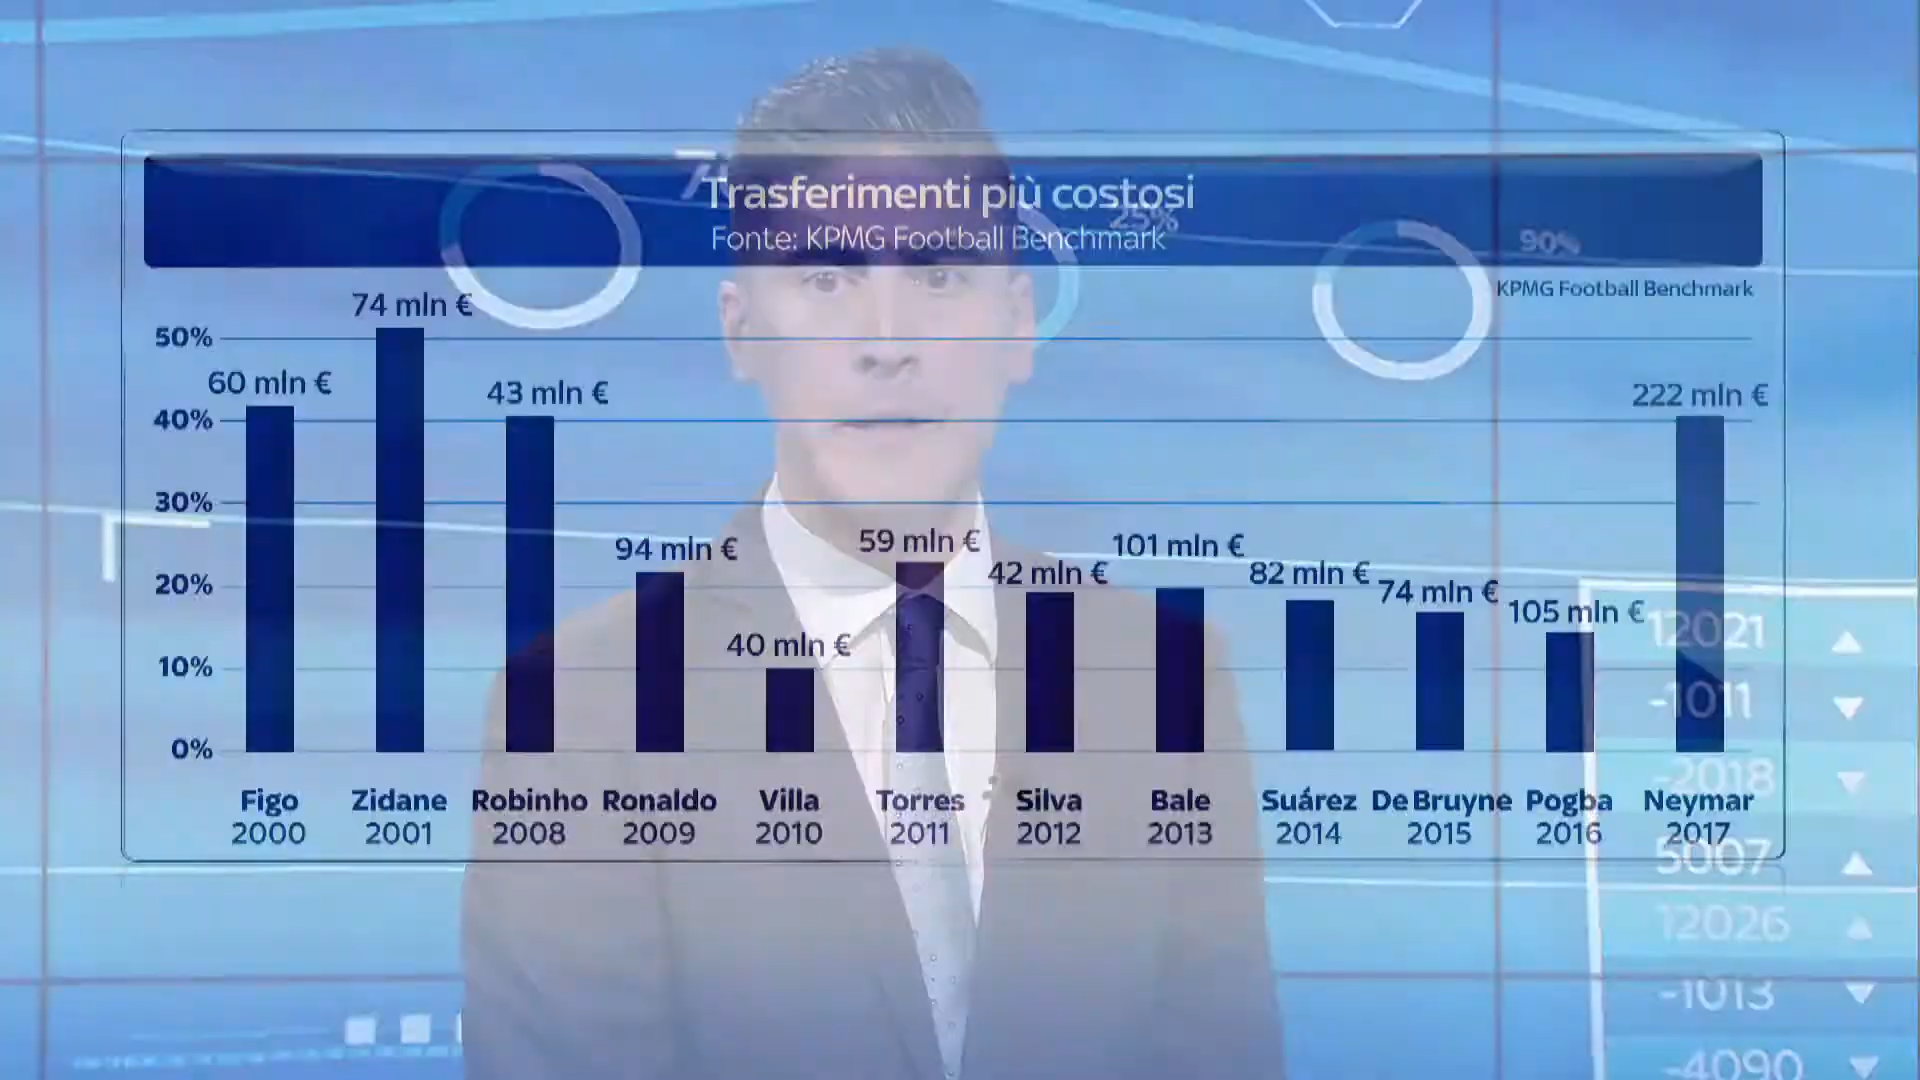 Trasferimenti più costosi
Fonte: KPMG Football Benchmark
25%
90%
KPMG Football Benchmark
50%
40%
30%
20%
10%
0%
60 mln €
74 mln €
43 mln €
94 mln €
40 mln €
59 mln €
42 mln €
101 mln €
82 mln €
74 mln €
105 mln €
222 mln €
Figo
2000
Zidane
2001
Robinho
2008
Ronaldo
2009
Villa
2010
Torres
2011
Silva
2012
Bale
2013
Suárez
2014
De Bruyne
2015
Pogba
2016
Neymar
2017
12021
-1011
-2018
5007
12026
-1013
-4090